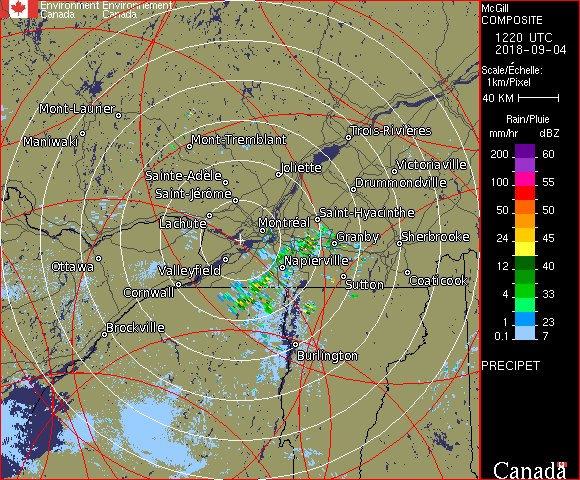 Environment Environnement
Canada Canada
McGill
COMPOSITE
1220 UTC
2018-09-04
Scale/Échelle:
1km/Pixel
40 KM
Rain/Pluie
mm/hr dBZ
200 60
100 55
50 50
24 45
12 40
4 33
1 23
0.1 7
PRECIPET
Canada
Mont-Laurier
Maniwaki
Mont-Tremblant
Trois-Rivières
Joliette
Victoriaville
Sainte-Adèle
Drummondville
Saint-Jérôme
Saint-Hyacinthe
Lachute
Montréal
Granby
Sherbrooke
Ottawa
Valleyfield
Napierville
Cornwall
Sutton
Coaticook
Brockville
Burlington